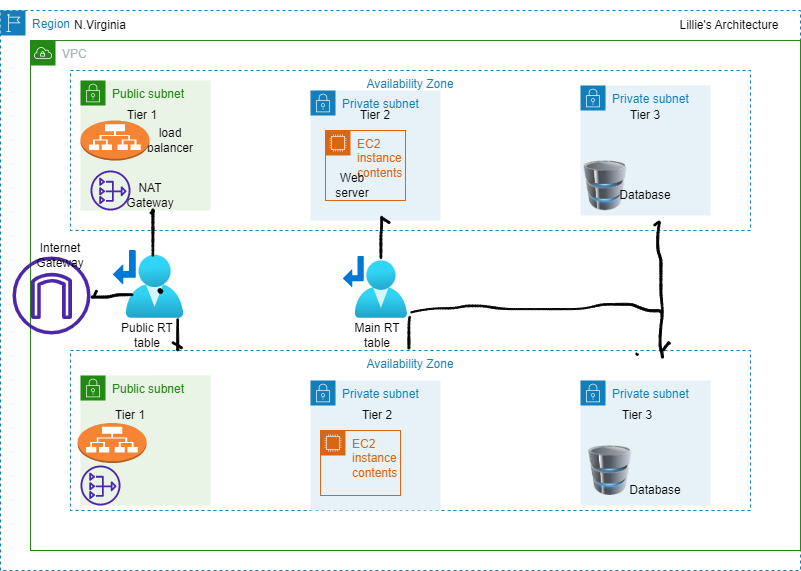 Region N.Virginia
Lillie's Architecture
VPC
Availability Zone
Public subnet
Tier 1
load
balancer
NAT
Gateway
Private subnet
Tier 2
EC2
instance
contents
Web
server
Private subnet
Tier 3
Database
Internet
Gateway
Public RT
table
Main RT
table
Availability Zone
Public subnet
Tier 1
Private subnet
Tier 2
EC2
instance
contents
Private subnet
Tier 3
Database